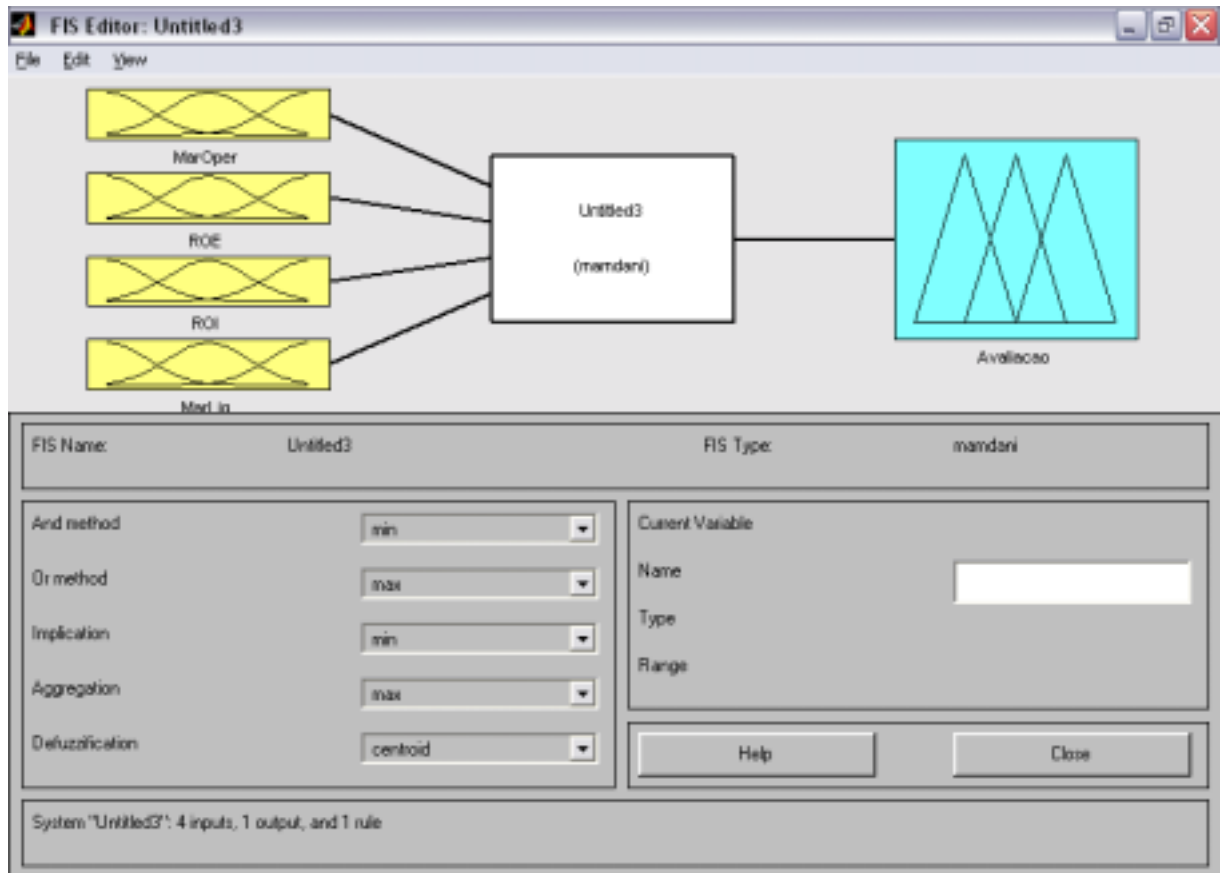 FIS Editor: Untitled3
File Edit View
MarOper
ROE
ROI
Untitled3
(mamdani)
Avaliacao
FIS Name: Untitled3 FIS Type: mamdani
And method min
Or method max
Implication min
Aggregation max
Defuzzification centroid
Current Variable
Name
Type
Range
Help Close
System "Untitled3": 4 inputs, 1 output, and 1 rule